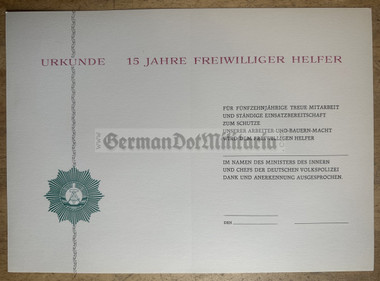 URKUNDE 15 JAHRE FREIWILLIGER HELFER
FÜR FÜNFZEHNJÄHRIGE TREUE MITARBEIT
UND STÄNDIGE EINSATZBEREITSCHAFT
ZUM SCHUTZE
UNSERER ARBEITER-UND-BAUERN-MACHT
WIRD DEM FREIWILLIGEN HELFER
GermanDotMilitaria
IM NAMEN DES MINISTERS DES INNERN
UND CHEFS DER DEUTSCHEN VOLKSPOLIZEI
DANK UND ANERKENNUNG AUSGESPROCHEN.
DEN